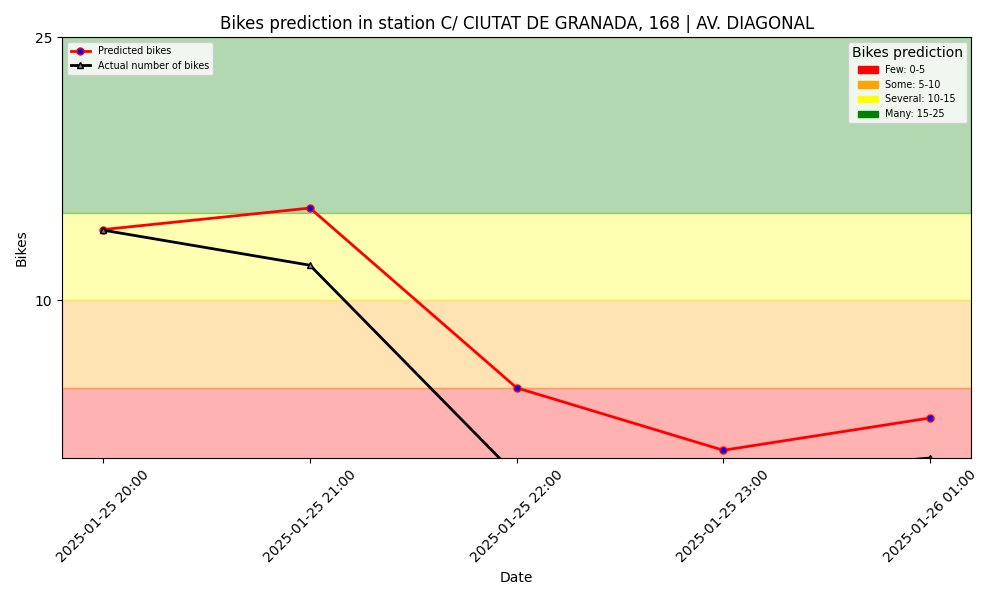 Bikes prediction in station C/ CIUTAT DE GRANADA, 168 | AV. DIAGONAL
25
10
Bikes
Predicted bikes
Actual number of bikes
Bikes prediction
Few: 0-5
Some: 5-10
Several: 10-15
Many: 15-25
2025-01-25 20:00
2025-01-25 21:00
2025-01-25 22:00
2025-01-25 23:00
2025-01-26 01:00
Date